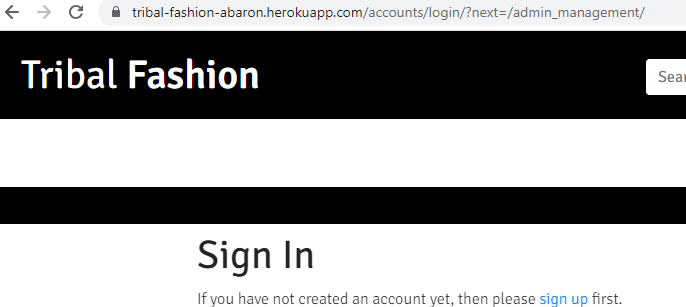 tribal-fashion-abaron.herokuapp.com/accounts/login/?next=/admin_management/
Tribal Fashion
Sear
Sign In
If you have not created an account yet, then please sign up first.